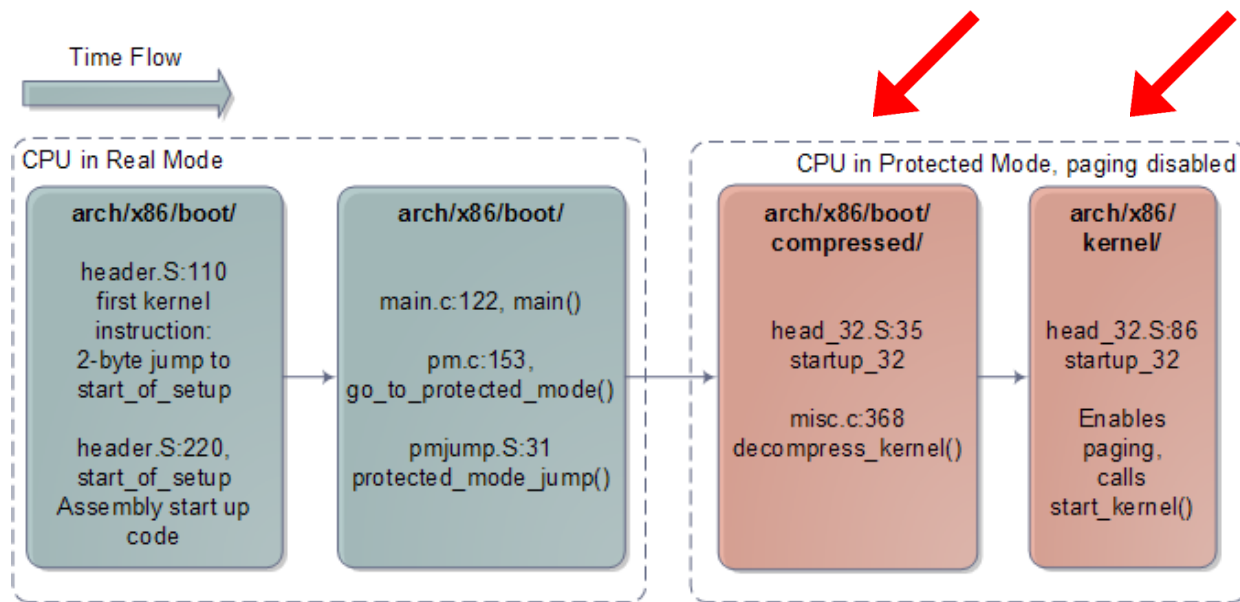 Time Flow
CPU in Real Mode
arch/x86/boot/
header.S:110
first kernel
instruction:
2-byte jump to
start_of_setup
header.S:220,
start_of_setup
Assembly start up
code
arch/x86/boot/
main.c:122, main()
pm.c:153,
go_to_protected_mode()
pmjump.S:31
protected_mode_jump()
CPU in Protected Mode, paging disabled
arch/x86/boot/
compressed/
head_32.S:35
startup_32
misc.c:368
decompress_kernel()
arch/x86/
kernel/
head_32.S:86
startup_32
Enables
paging,
calls
start_kernel()